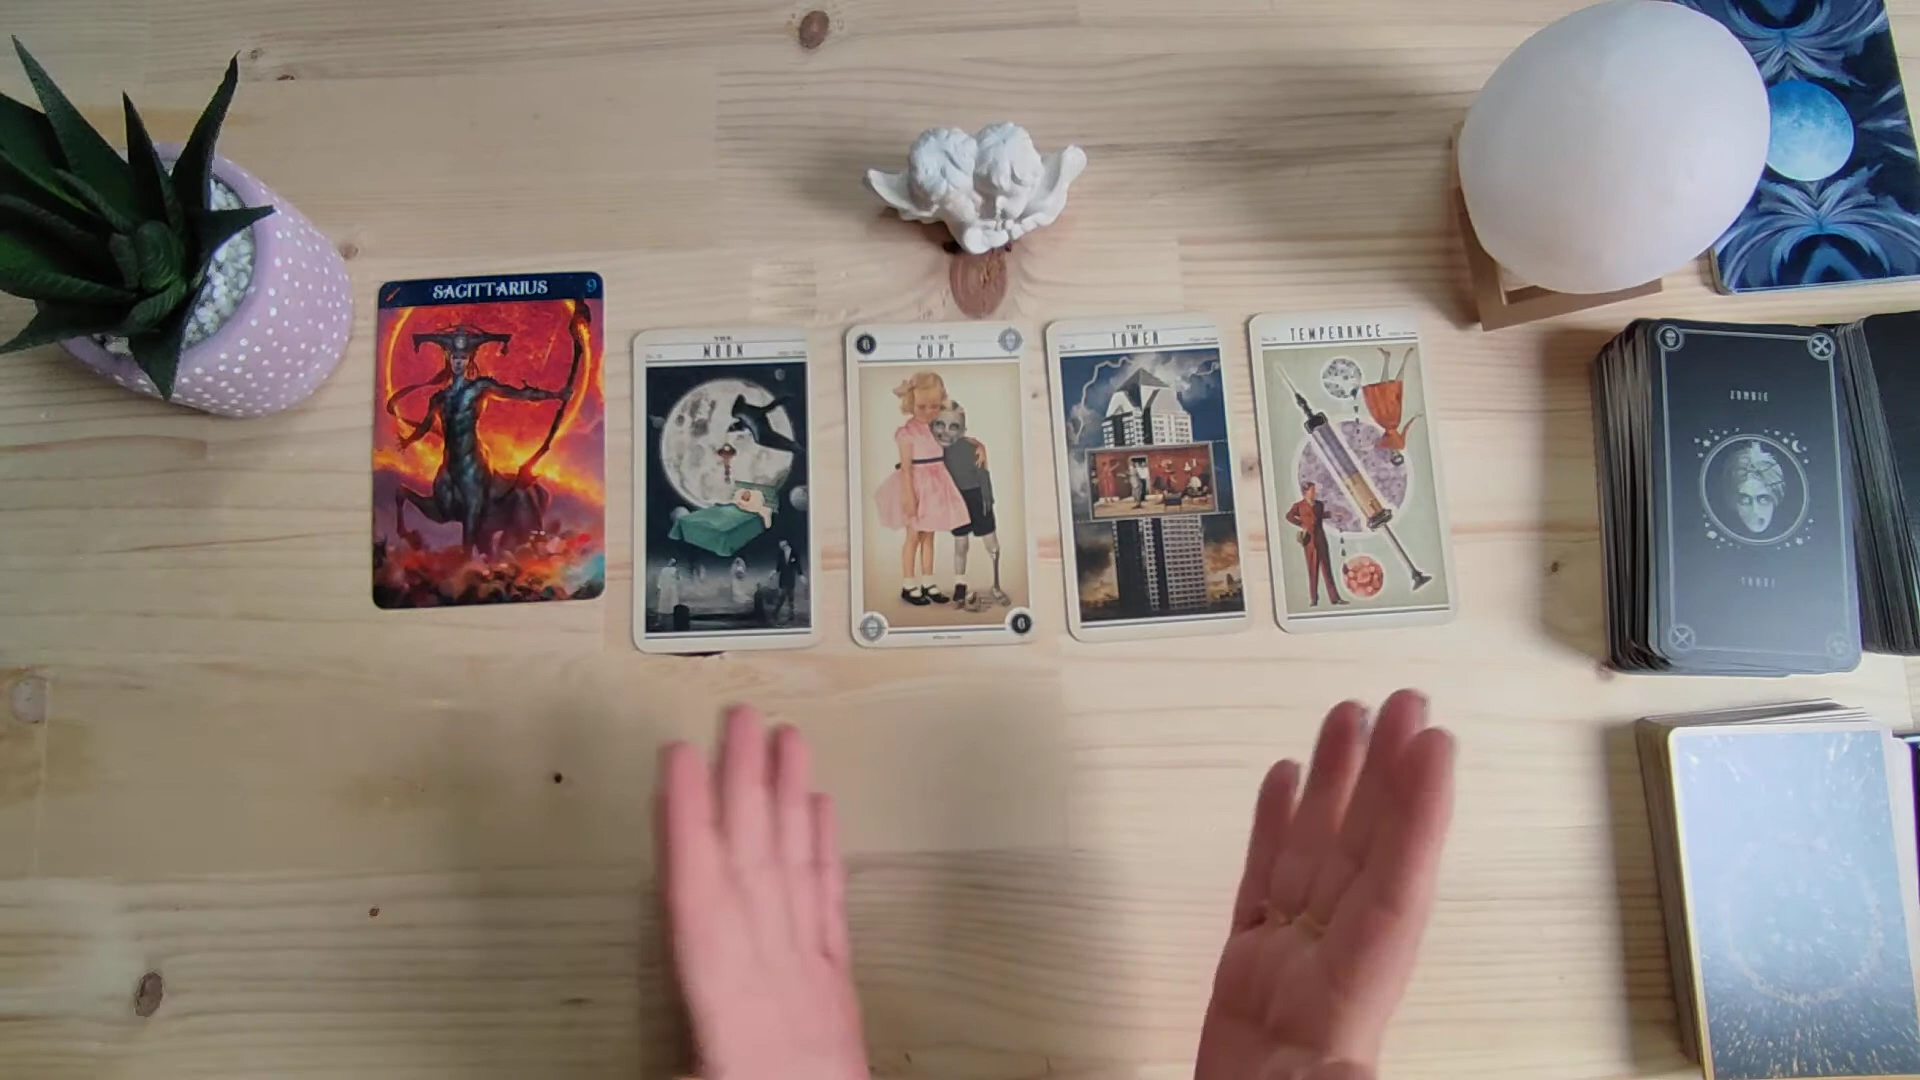 SAGITTARIUS 9
THE
MOON
6 SIX OF
CUPS
6
THE
TOWER
TEMPERANCE
ZOMBIE
TAROT